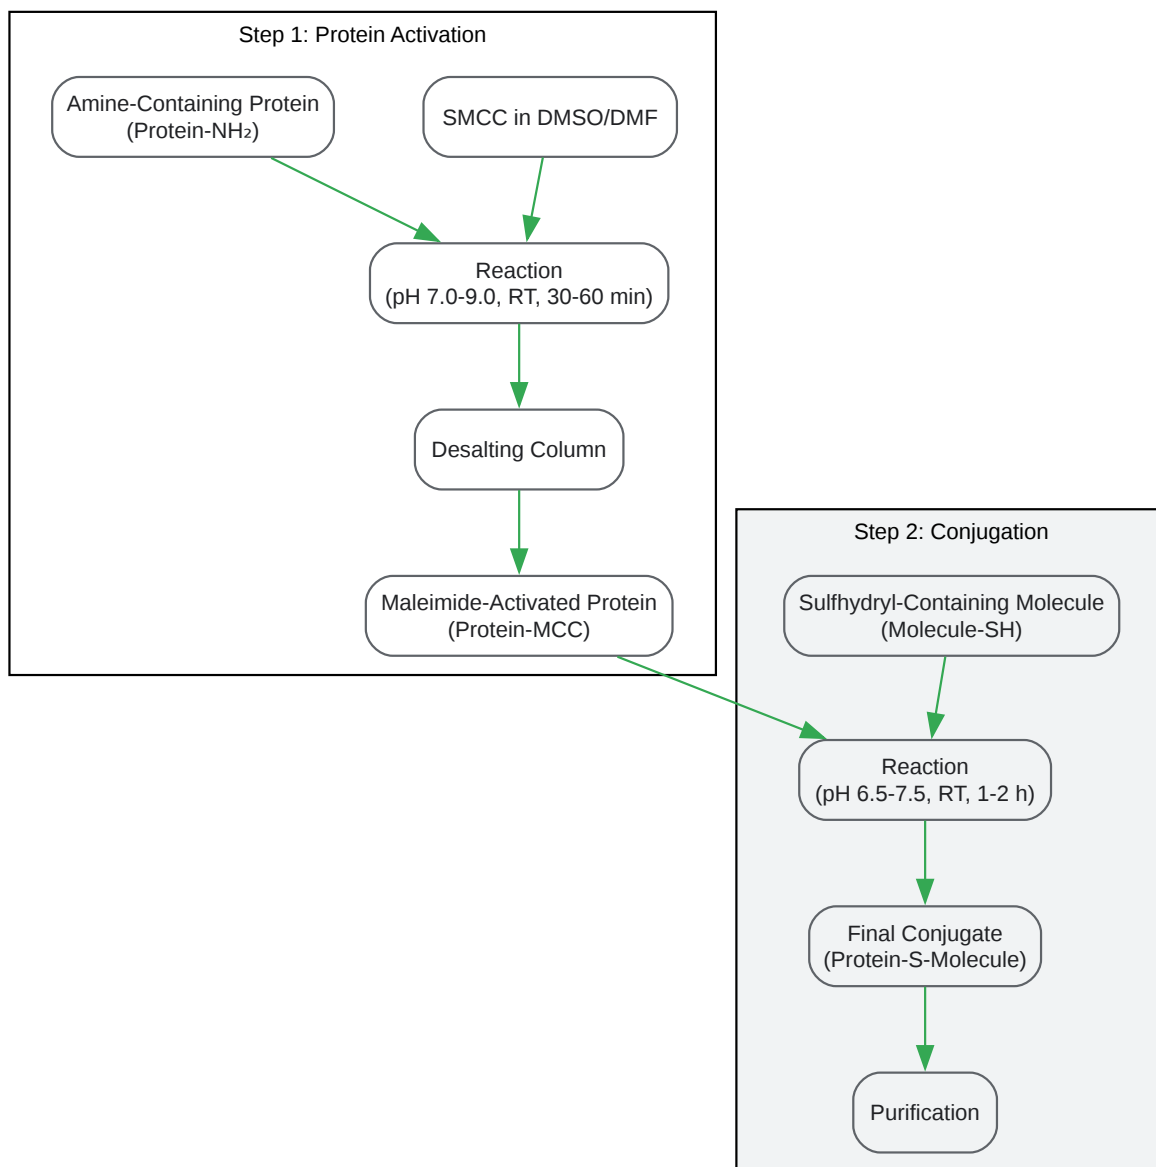 Step 1: Protein Activation
Amine-Containing Protein
(Protein-NH₂)
SMCC in DMSO/DMF
Reaction
(pH 7.0-9.0, RT, 30-60 min)
Desalting Column
Maleimide-Activated Protein
(Protein-MCC)
Step 2: Conjugation
Sulfhydryl-Containing Molecule
(Molecule-SH)
Reaction
(pH 6.5-7.5, RT, 1-2 h)
Final Conjugate
(Protein-S-Molecule)
Purification